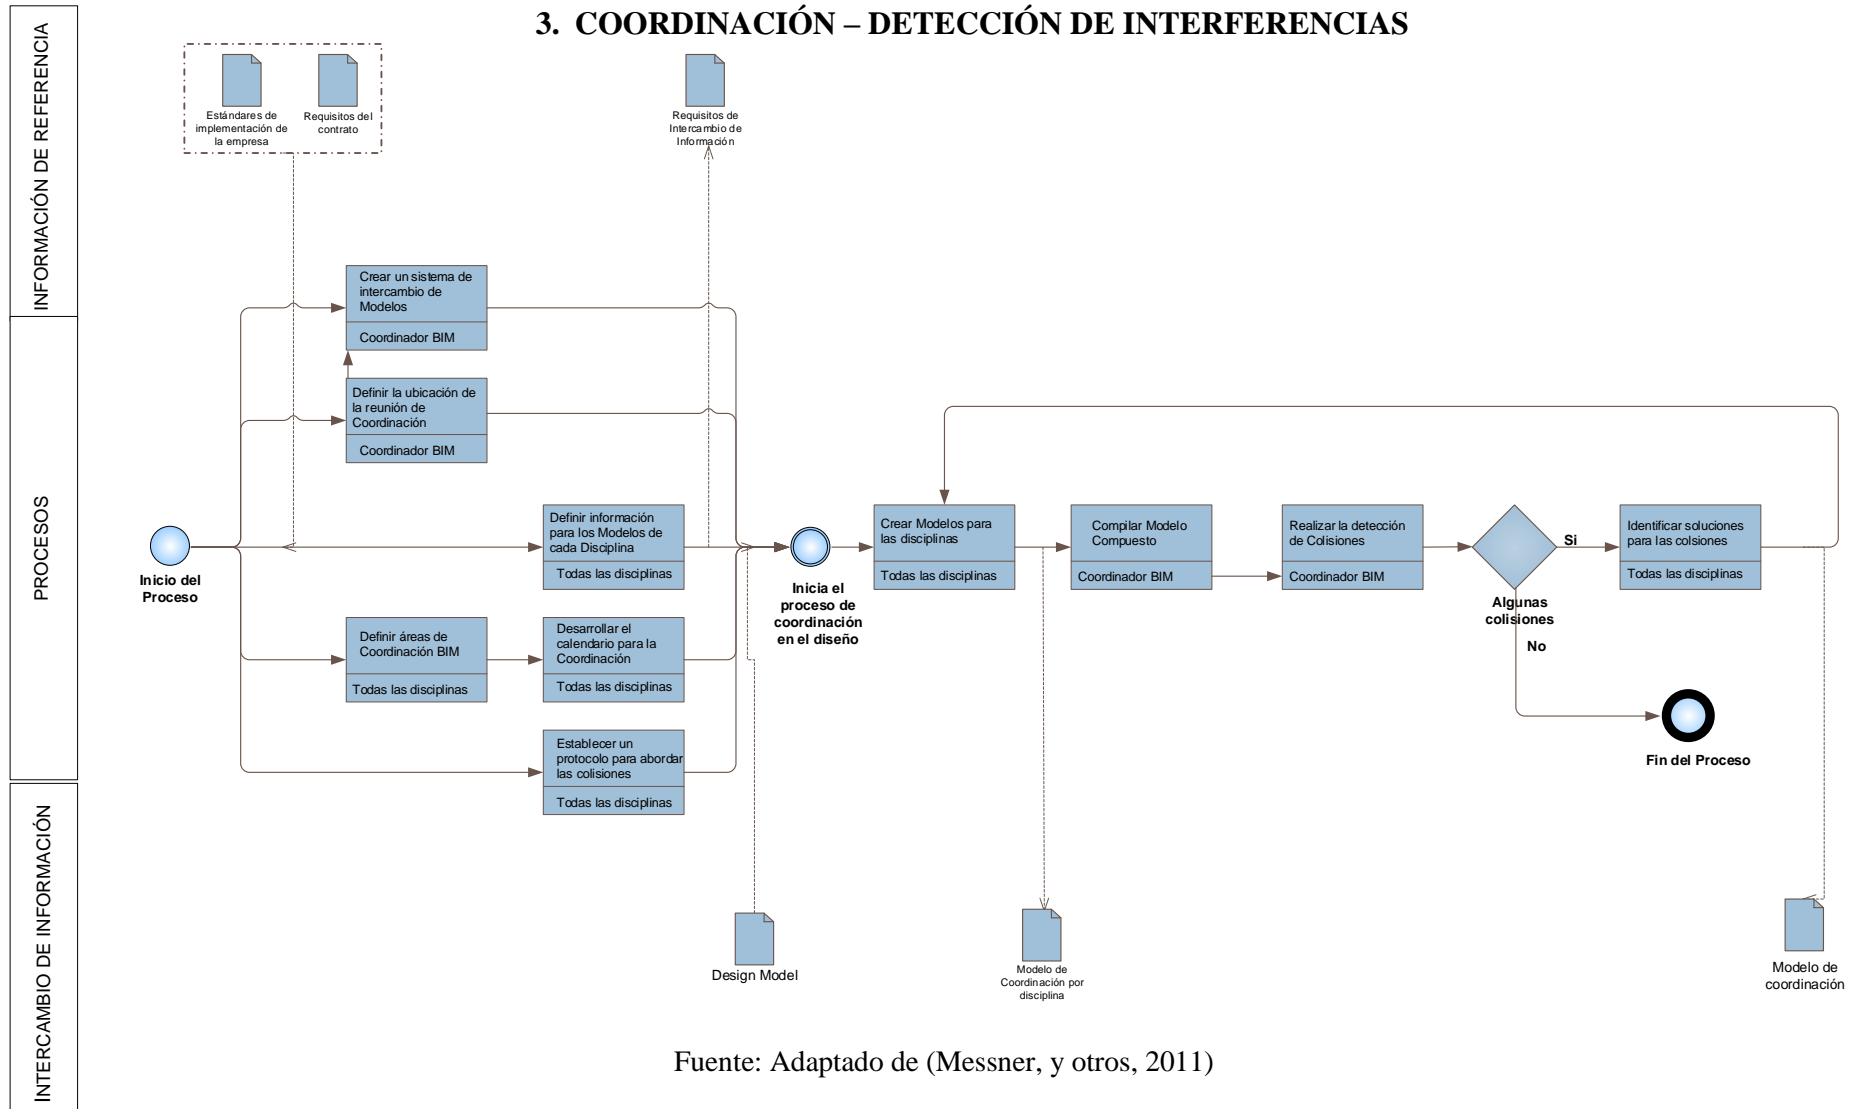 3. COORDINACIÓN – DETECCIÓN DE INTERFERENCIAS
INFORMACIÓN DE REFERENCIA
Estándares de
implementación de
la empresa
Requisitos del
contrato
Requisitos de
Intercambio de
Información
PROCESOS
Inicio del
Proceso
Crear un sistema de
intercambio de
Modelos
Coordinador BIM
Definir la ubicación de
la reunión de
Coordinación
Coordinador BIM
Definir información
para los Modelos de
cada Disciplina
Todas las disciplinas
Definir áreas de
Coordinación BIM
Todas las disciplinas
Desarrollar el
calendario para la
Coordinación
Todas las disciplinas
Establecer un
protocolo para abordar
las colisiones
Todas las disciplinas
Inicia el
proceso de
coordinación
en el diseño
Crear Modelos para
las disciplinas
Todas las disciplinas
Compilar Modelo
Compuesto
Coordinador BIM
Realizar la detección
de Colisiones
Coordinador BIM
Algunas
colisiones
Si
No
Identificar soluciones
para las colsiones
Todas las disciplinas
Fin del Proceso
INTERCAMBIO DE INFORMACIÓN
Design Model
Modelo de
Coordinación por
disciplina
Modelo de
coordinación
Fuente: Adaptado de (Messner, y otros, 2011)